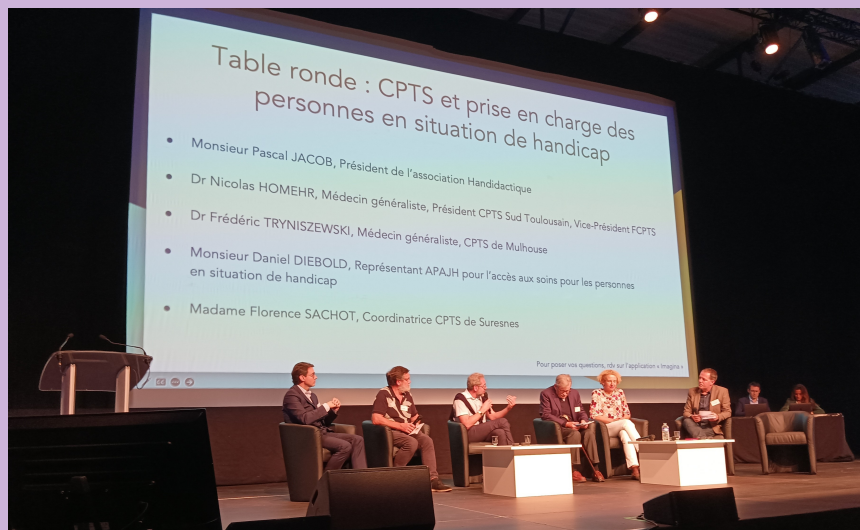 Table ronde : CPTS et prise en charge des
personnes en situation de handicap
• Monsieur Pascal JACOB, Président de l'association Handidactique
• Dr Nicolas HOMEHR, Médecin généraliste, Président CPTS Sud Toulousain, Vice-Président FCPTS
• Dr Frédéric TRYNISZEWSKI, Médecin généraliste, CPTS de Mulhouse
• Monsieur Daniel DIEBOLD, Représentant APAJH pour l'accès aux soins pour les personnes
en situation de handicap
• Madame Florence SACHOT, Coordinatrice CPTS de Suresnes
Pour poser vos questions, rdv sur l'application « Imagina »